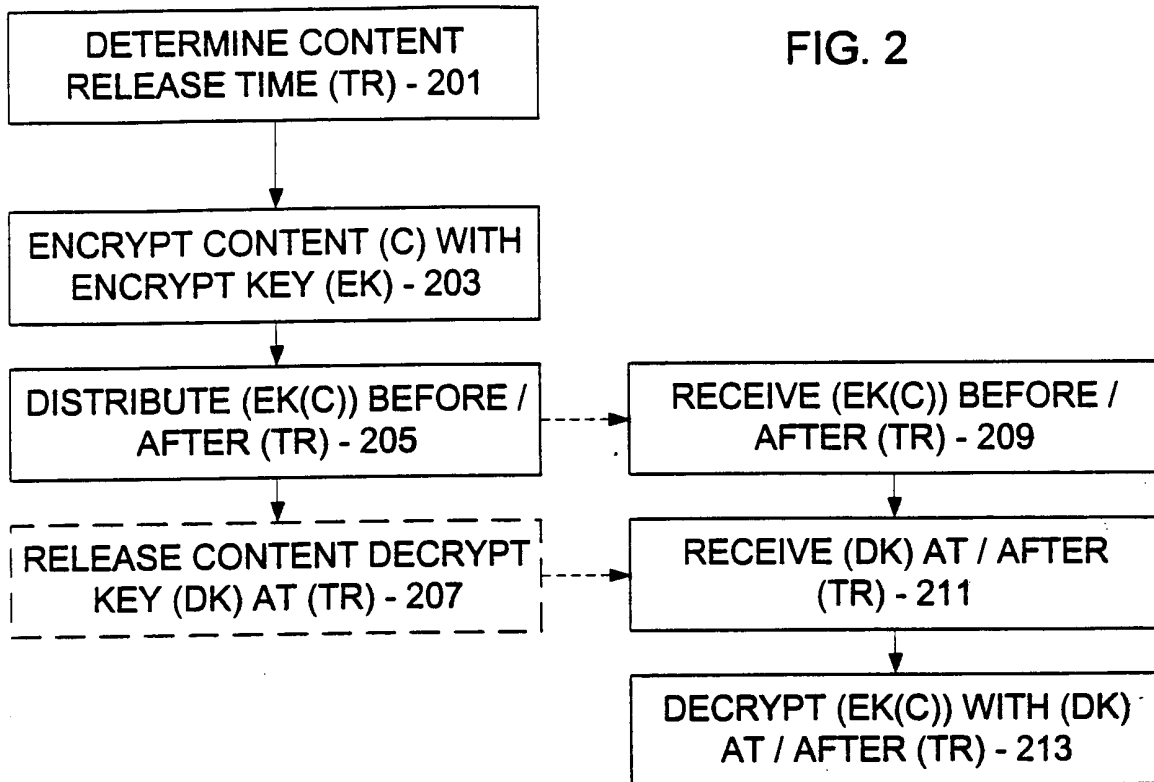 FIG. 2
DETERMINE CONTENT
RELEASE TIME (TR) - 201
ENCRYPT CONTENT (C) WITH
ENCRYPT KEY (EK) - 203
DISTRIBUTE (EK(C)) BEFORE /
AFTER (TR) - 205
RELEASE CONTENT DECRYPT
KEY (DK) AT (TR) - 207
RECEIVE (EK(C)) BEFORE /
AFTER (TR) - 209
RECEIVE (DK) AT / AFTER
(TR) - 211
DECRYPT (EK(C)) WITH (DK)
AT / AFTER (TR) - 213